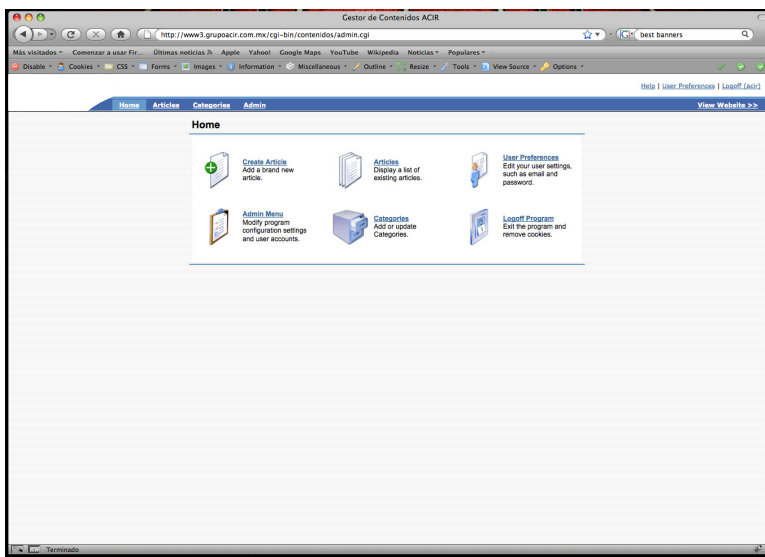 Gestor de Contenidos ACIR
http://www3.grupoacir.com.mx/cgi-bin/contenidos/admin.cgi
best banners
Más visitados Comenzar a usar Fir... Últimas noticias Apple Yahoo! Google Maps YouTube Wikipedia Noticias Populares
Disable Cookies CSS Forms Images Information Miscellaneous Outline Resize Tools View Source Options
Help | User Preferences | Logoff (acir)
Home Articles Categories Admin View Website >>
Home
Create Article
Add a brand new
article.
Articles
Display a list of
existing articles.
User Preferences
Edit your user settings,
such as email and
password.
Admin Menu
Modify program
configuration settings
and user accounts.
Categories
Add or update
Categories.
Logoff Program
Exit the program and
remove cookies.
Terminado